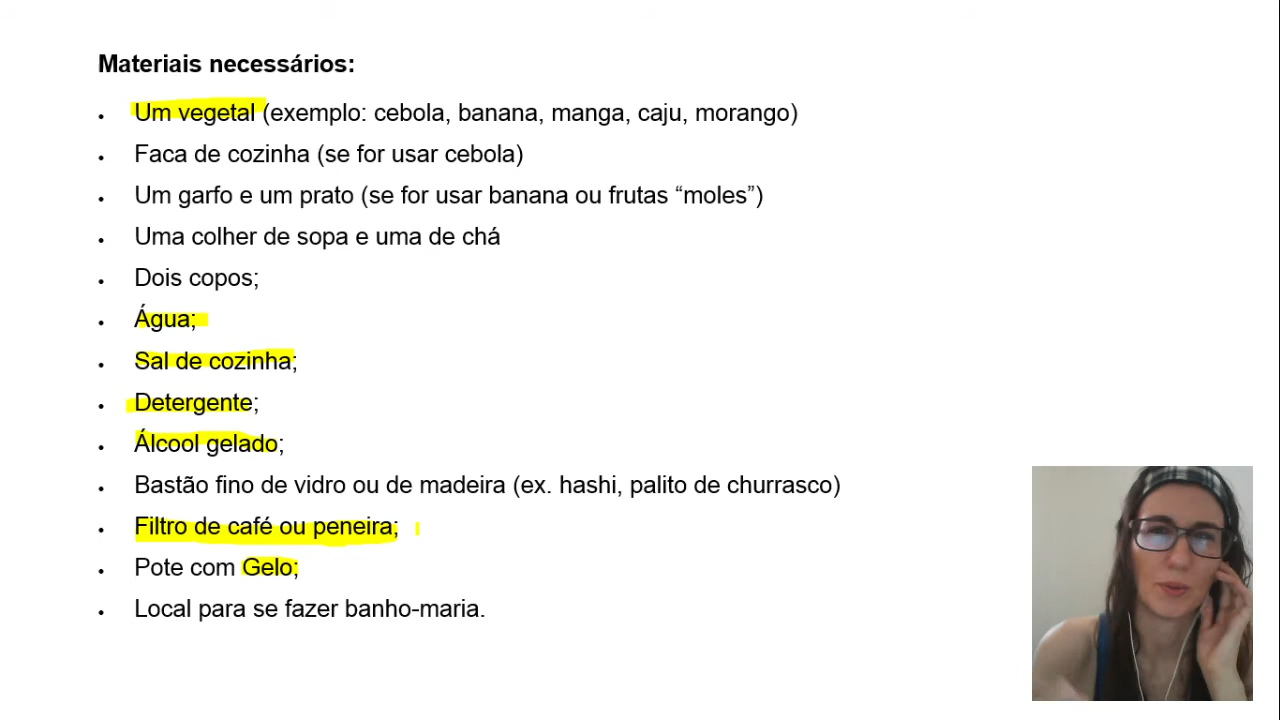 Materiais necessários:
• Um vegetal (exemplo: cebola, banana, manga, caju, morango)
• Faca de cozinha (se for usar cebola)
• Um garfo e um prato (se for usar banana ou frutas “moles”)
• Uma colher de sopa e uma de chá
• Dois copos;
• Água;
• Sal de cozinha;
• Detergente;
• Álcool gelado;
• Bastão fino de vidro ou de madeira (ex. hashi, palito de churrasco)
• Filtro de café ou peneira;
• Pote com Gelo;
• Local para se fazer banho-maria.